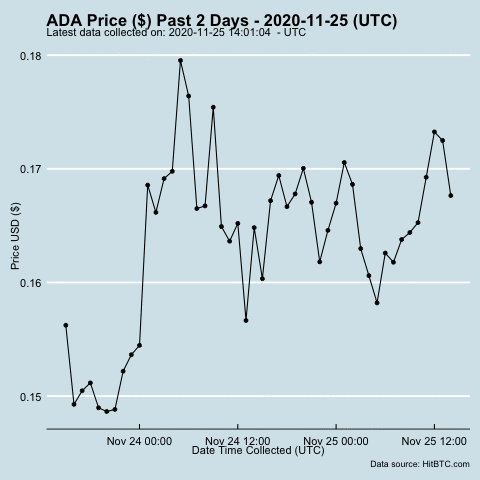 ADA Price ($) Past 2 Days - 2020-11-25 (UTC)
Latest data collected on: 2020-11-25 14:01:04 - UTC
0.18
0.17
0.16
0.15
Price USD ($)
Nov 24 00:00 Nov 24 12:00 Nov 25 00:00 Nov 25 12:00
Date Time Collected (UTC)
Data source: HitBTC.com